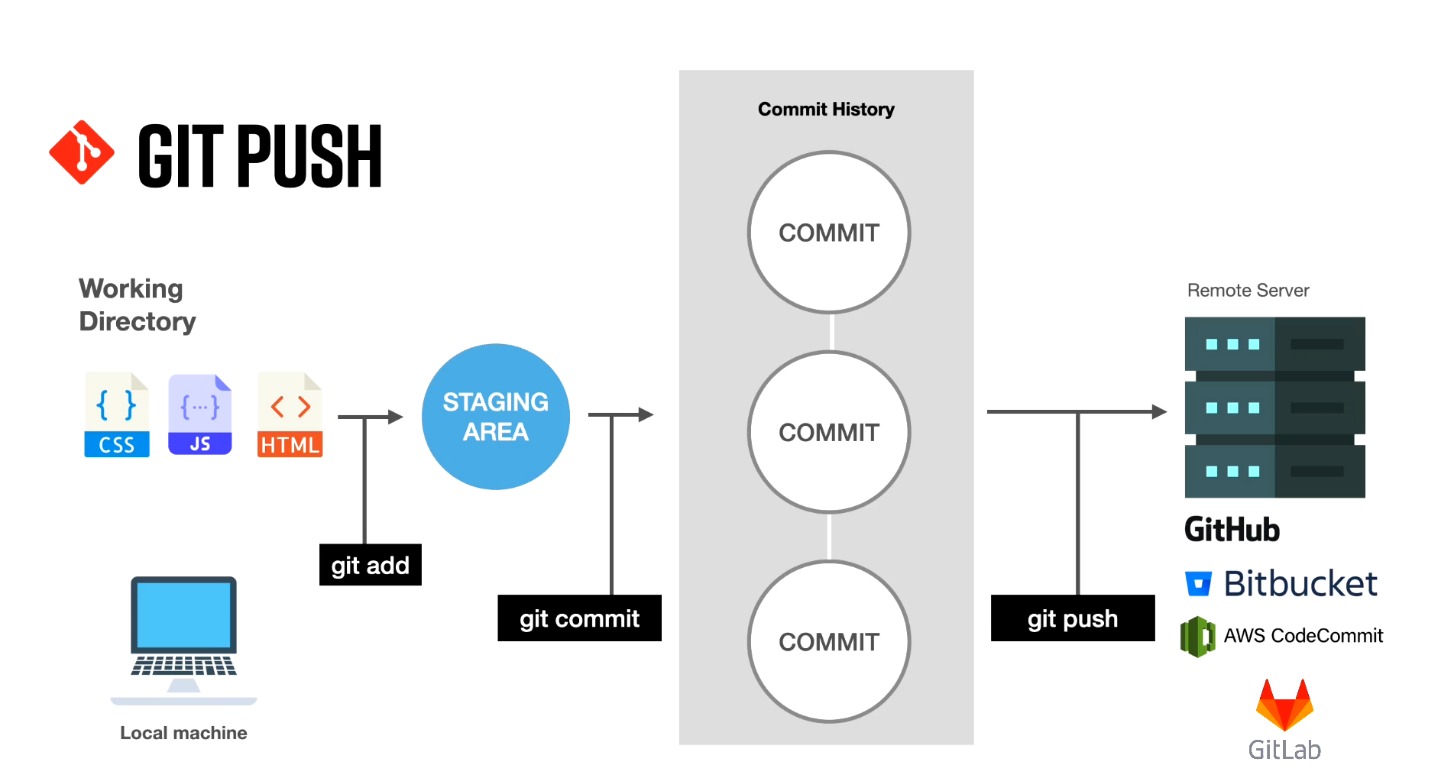 GIT PUSH
Working
Directory
{ } CSS
{...} JS
< > HTML
STAGING
AREA
git add
git commit
Local machine
Commit History
COMMIT
COMMIT
COMMIT
git push
Remote Server
GitHub
Bitbucket
AWS CodeCommit
GitLab